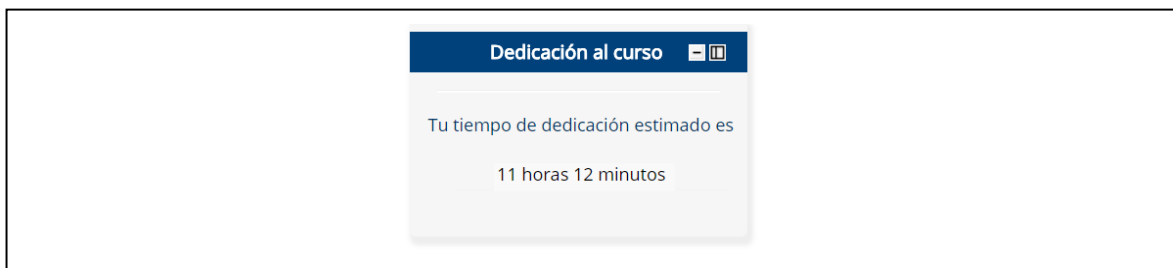 Dedicación al curso
Tu tiempo de dedicación estimado es
11 horas 12 minutos